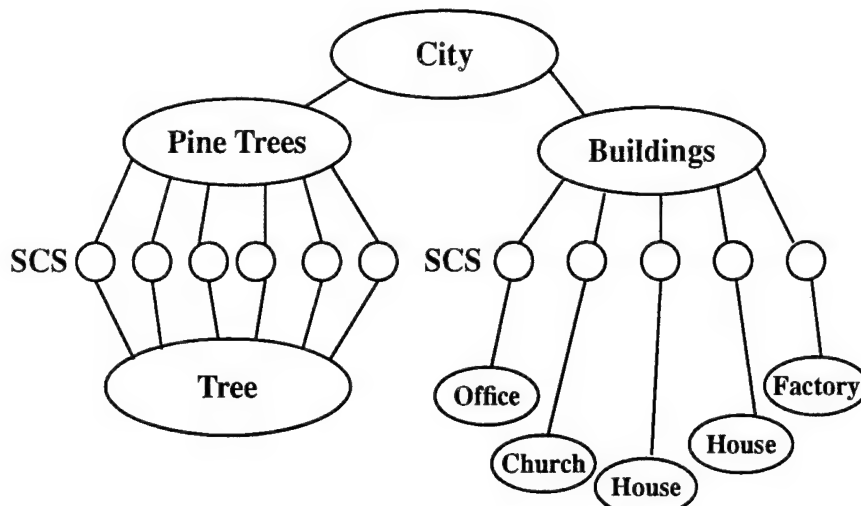 City
Pine Trees
Buildings
SCS
SCS
Tree
Office
Factory
Church
House
House